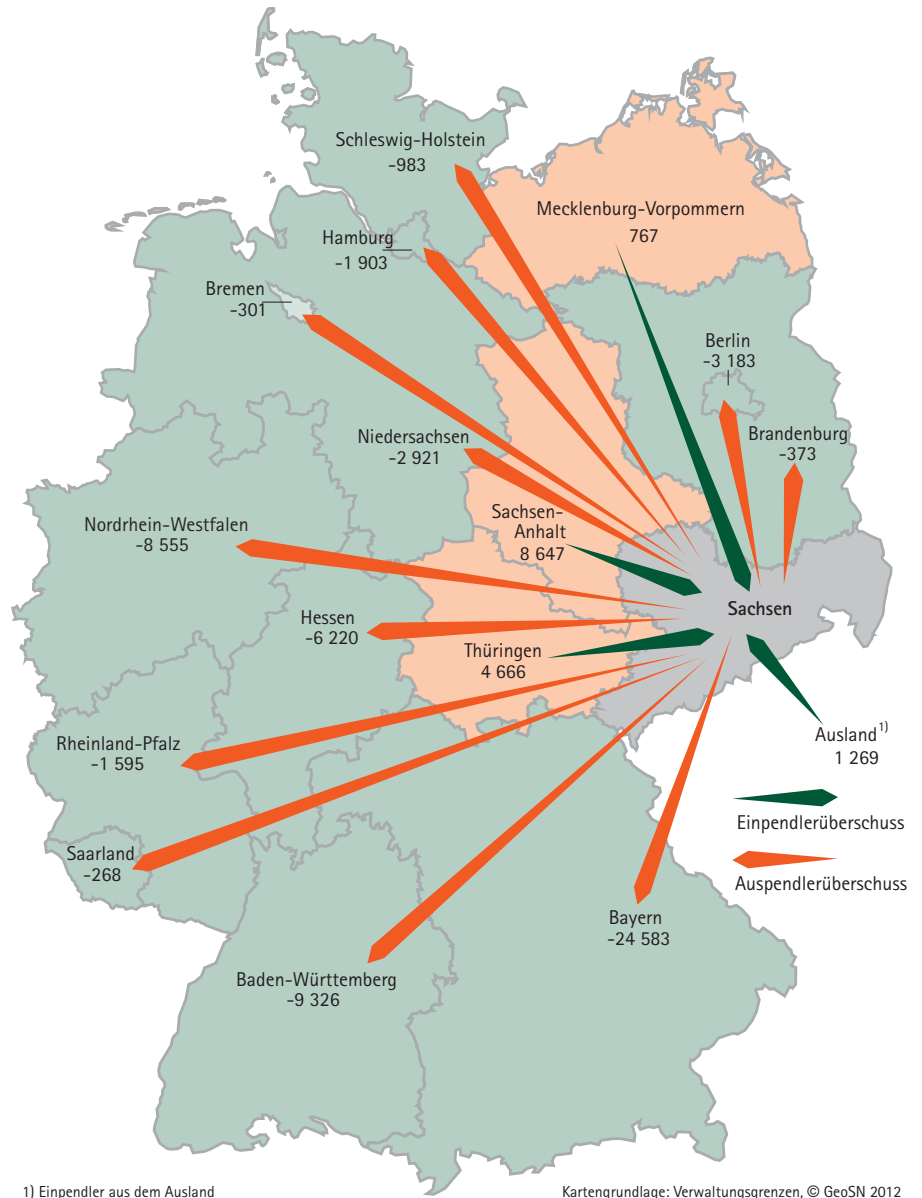 Schleswig-Holstein
-983
Mecklenburg-Vorpommern
767
Hamburg
-1 903
Bremen
-301
Berlin
-3 183
Brandenburg
-373
Niedersachsen
-2 921
Sachsen-
Anhalt
8 647
Nordrhein-Westfalen
-8 555
Sachsen
Hessen
-6 220
Thüringen
4 666
Ausland1)
1 269
Rheinland-Pfalz
-1 595
Einpendlerüberschuss
Saarland
-268
Auspendlerüberschuss
Bayern
-24 583
Baden-Württemberg
-9 326
1) Einpendler aus dem Ausland
Kartengrundlage: Verwaltungsgrenzen, © GeoSN 2012